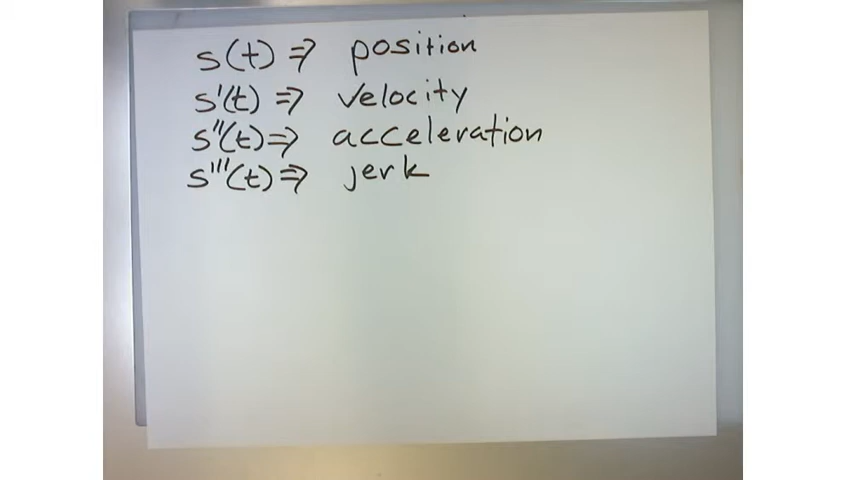 s(t) ⇒ position
s'(t) ⇒ velocity
s''(t) ⇒ acceleration
s'''(t) ⇒ jerk